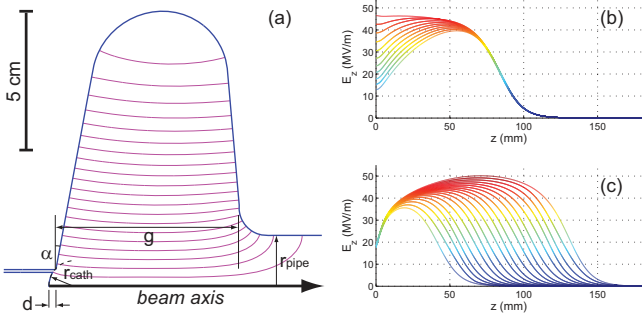 (a)
5 cm
α
g
r_cath
r_pipe
d
beam axis
(b)
E_z (MV/m)
50
40
30
20
10
0
0 50 100 150
z (mm)
(c)
E_z (MV/m)
50
40
30
20
10
0
0 50 100 150
z (mm)